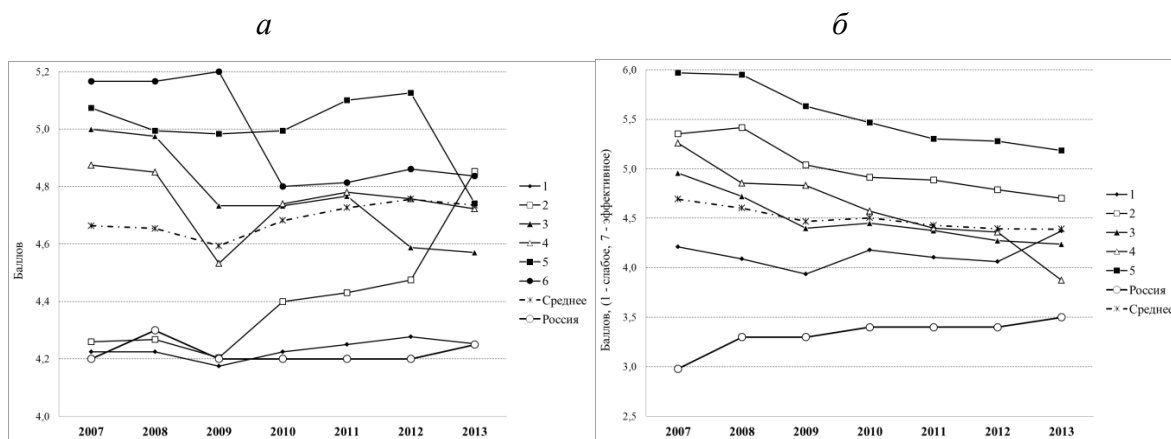 а
б
5,2
5,0
4,8
4,6
4,4
4,2
4,0
Баллов
2007 2008 2009 2010 2011 2012 2013
1
2
3
4
5
6
Среднее
Россия
6,0
5,5
5,0
4,5
4,0
3,5
3,0
2,5
Баллов, (1 - слабое, 7 - эффективное)
2007 2008 2009 2010 2011 2012 2013
1
2
3
4
5
Россия
Среднее